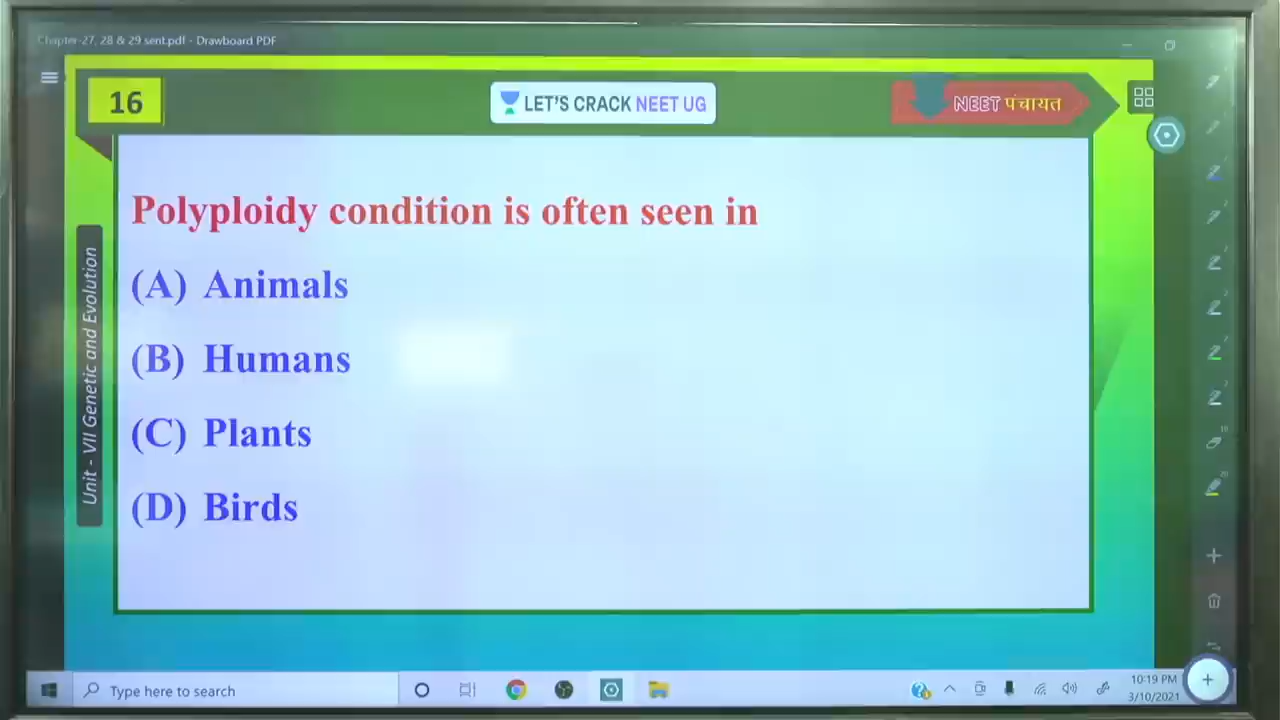 Chapter-27, 28 & 29 sent.pdf - Drawboard PDF
16
LET'S CRACK NEET UG
NEET पंचायत
Unit - VII Genetic and Evolution
Polyploidy condition is often seen in
(A) Animals
(B) Humans
(C) Plants
(D) Birds
Type here to search
10:19 PM
3/10/2021